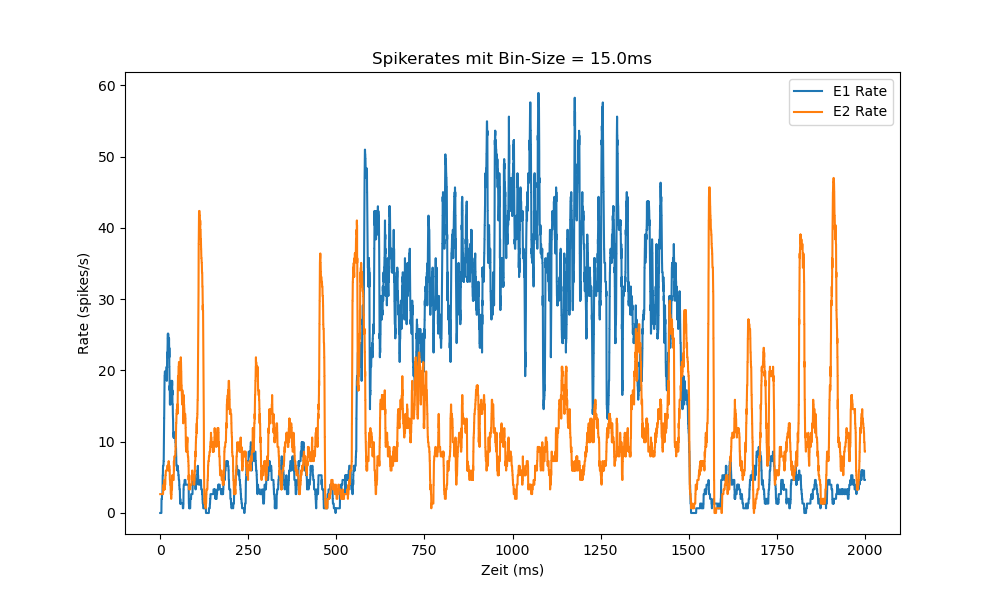 Spikerates mit Bin-Size = 15.0ms
E1 Rate
E2 Rate
60
50
40
30
20
10
0
Rate (spikes/s)
0 250 500 750 1000 1250 1500 1750 2000
Zeit (ms)